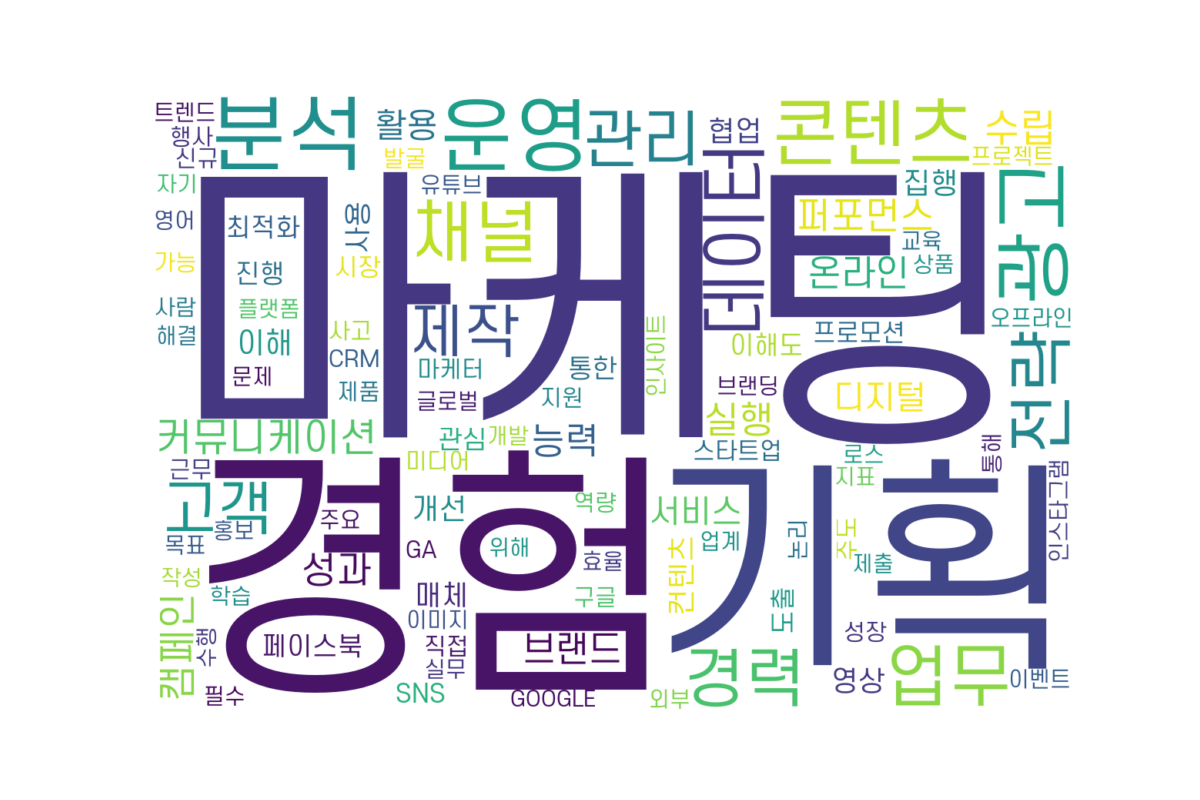 트렌드
분석
활용
운영
관리
협업
콘텐츠
수립
행사
신규
발굴
프로젝트
자기
유튜브
데이터
집행
광고
영어
최적화
사용
채널
퍼포먼스
교육
가능
진행
시장
마케팅
온라인
상품
사람
플랫폼
제작
오프라인
해결
이해
사고
인사이트
이해도
프로모션
CRM
문제
마케터
통한
브랜딩
제품
글로벌
지원
디지털
전략
실행
커뮤니케이션
관심
개발
능력
스타트업
통해
근무
미디어
로스
지표
인스타그램
고객
경험
기획
주요
개선
역량
서비스
홍보
논리
주도
목표
GA
위해
업계
성과
효율
컨텐츠
제출
작성
학습
매체
구글
도출
캠페인
이미지
수행
페이스북
직접
브랜드
성장
실무
경력
영상
업무
이벤트
필수
SNS
GOOGLE
외부